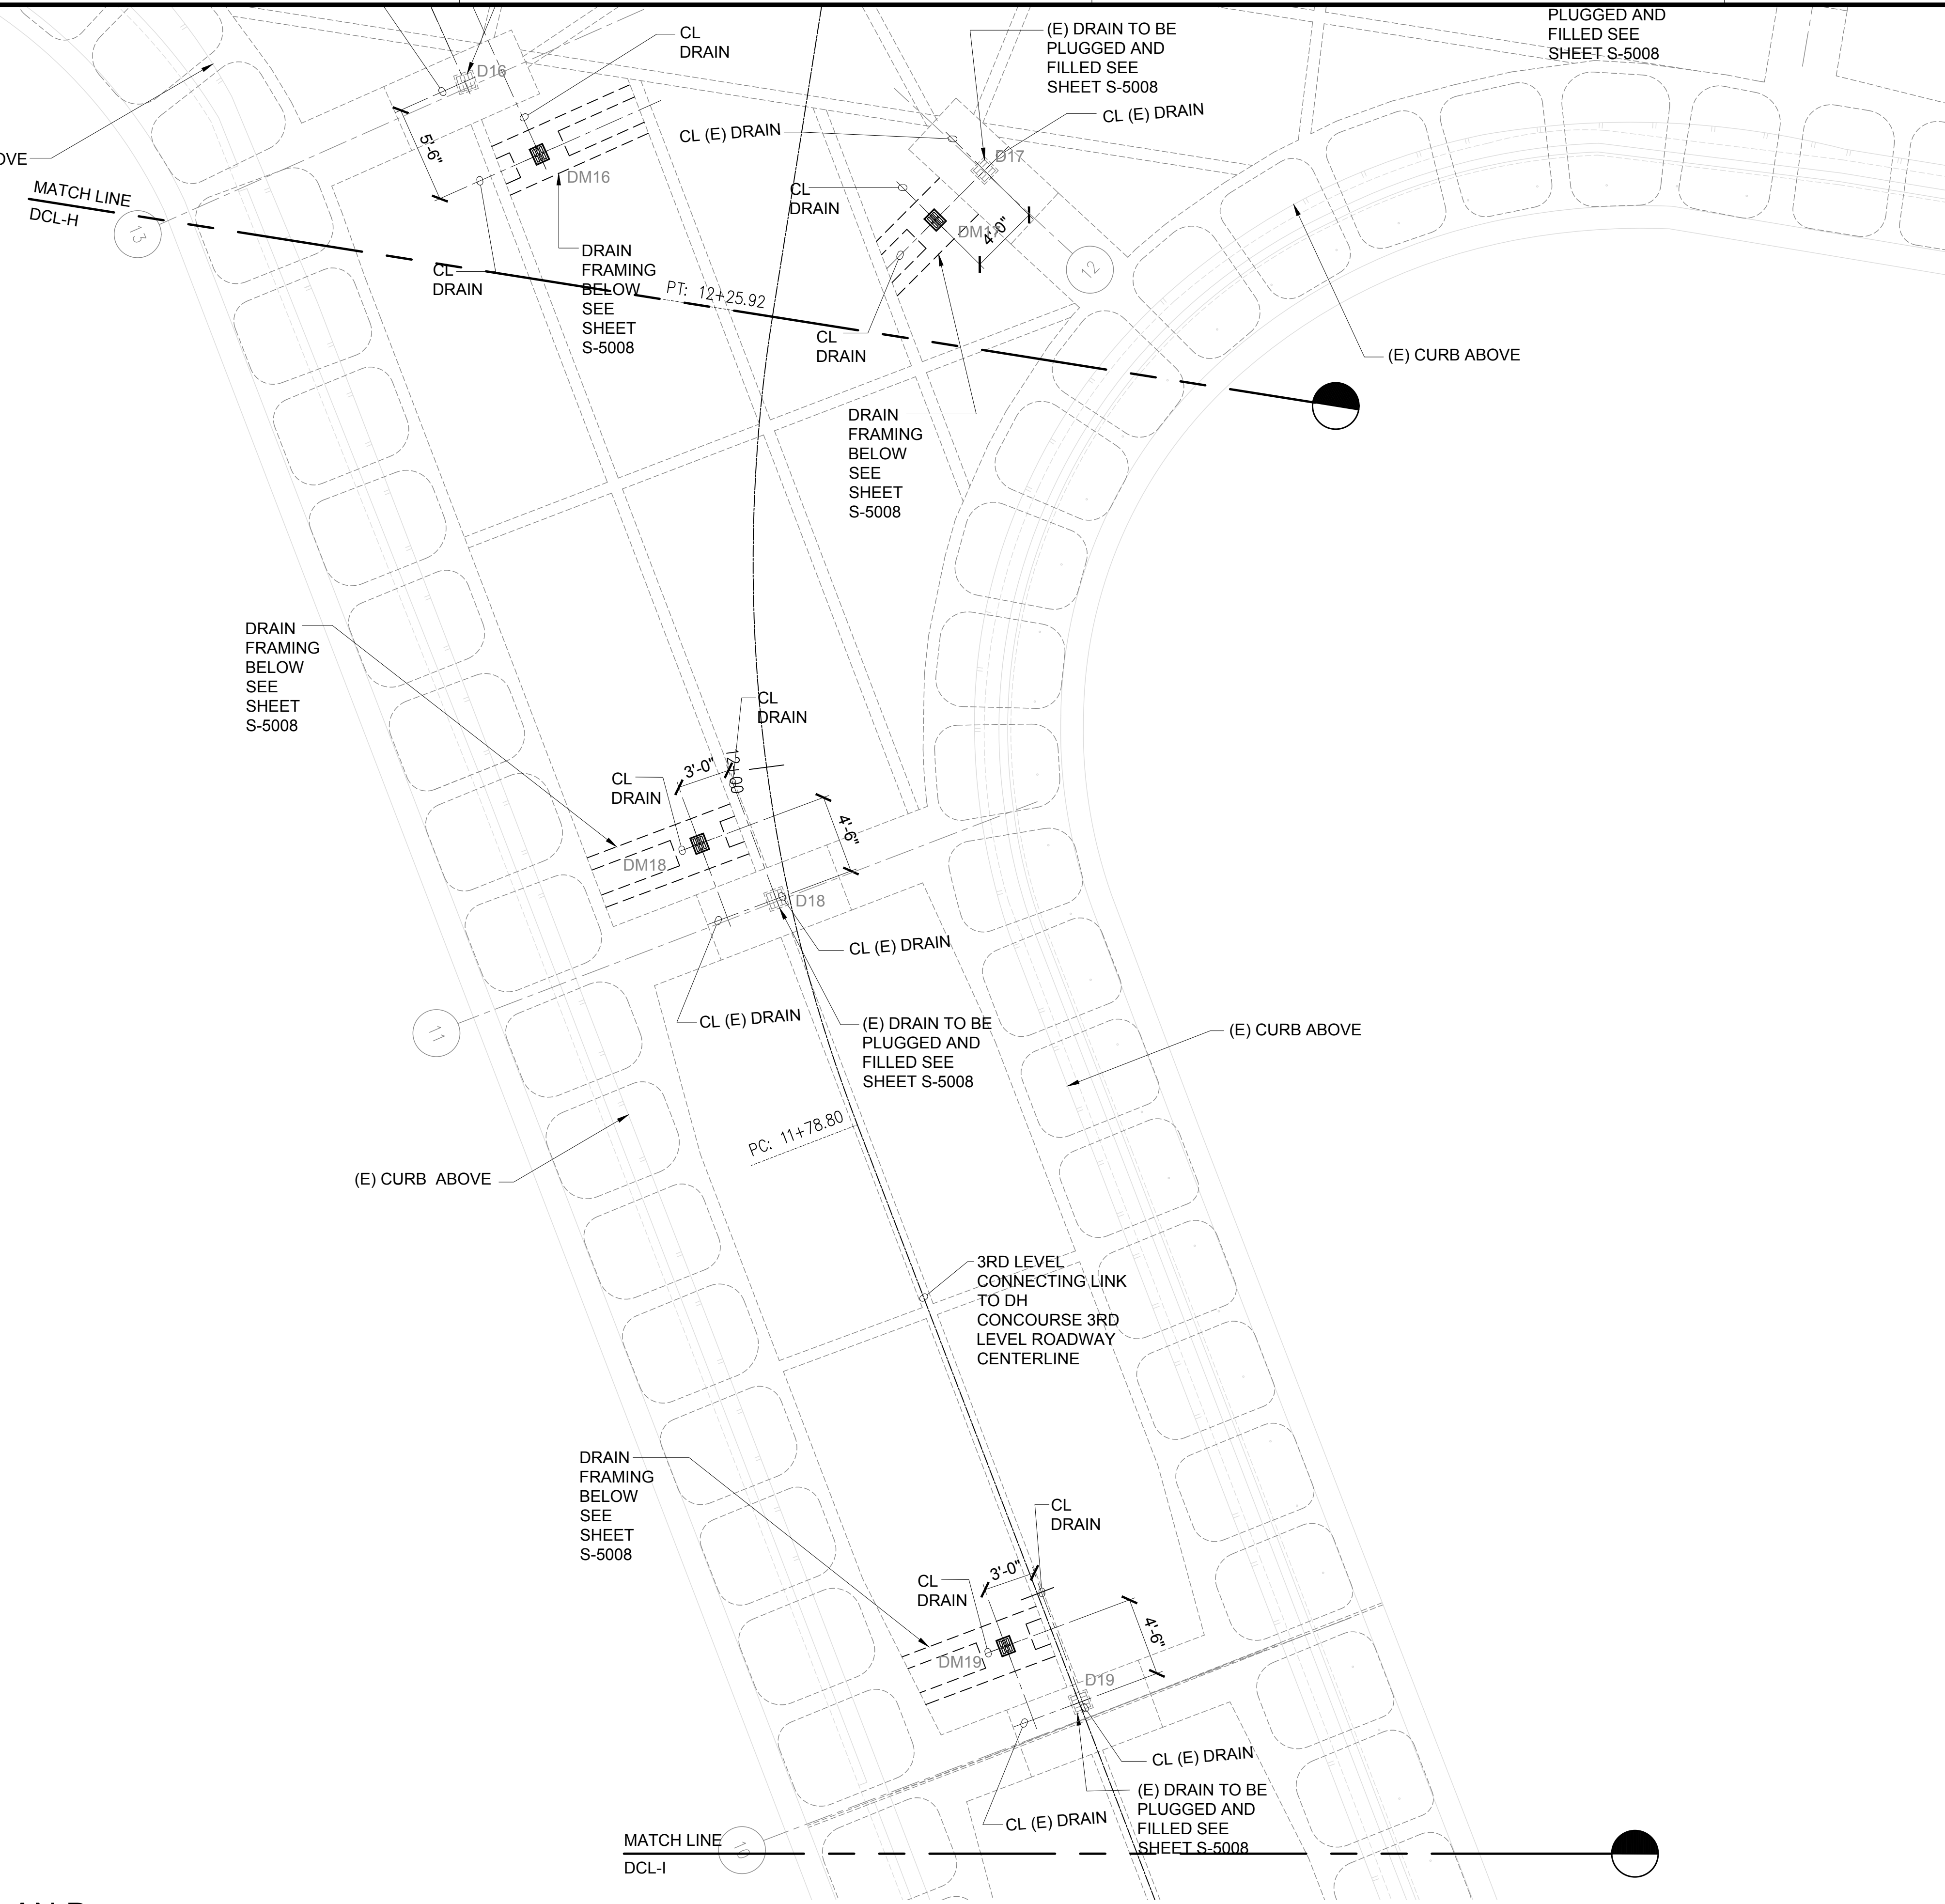 CL
DRAIN
(E) DRAIN TO BE
PLUGGED AND
FILLED SEE
SHEET S-5008
PLUGGED AND
FILLED SEE
SHEET S-5008
D16
CL (E) DRAIN
CL (E) DRAIN
5'-6"
DM16
D17
MATCH LINE
DCL-H
13
CL
DRAIN
DM17
4'-0"
12
CL
DRAIN
DRAIN
FRAMING
BELOW
SEE
SHEET
S-5008
PT: 12+25.92
CL
DRAIN
(E) CURB ABOVE
DRAIN
FRAMING
BELOW
SEE
SHEET
S-5008
DRAIN
FRAMING
BELOW
SEE
SHEET
S-5008
CL
DRAIN
12+00
3'-0"
CL
DRAIN
4'-6"
DM18
D18
CL (E) DRAIN
11
CL (E) DRAIN
(E) DRAIN TO BE
PLUGGED AND
FILLED SEE
SHEET S-5008
(E) CURB ABOVE
PC: 11+78.80
(E) CURB  ABOVE
3RD LEVEL
CONNECTING LINK
TO DH
CONCOURSE 3RD
LEVEL ROADWAY
CENTERLINE
DRAIN
FRAMING
BELOW
SEE
SHEET
S-5008
CL
DRAIN
3'-0"
CL
DRAIN
4'-6"
DM19
D19
CL (E) DRAIN
(E) DRAIN TO BE
PLUGGED AND
FILLED SEE
SHEET S-5008
CL (E) DRAIN
MATCH LINE
DCL-I
10